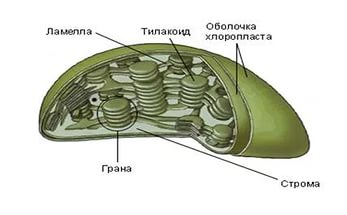 Ламелла
Тилакоид
Оболочка
хлоропласта
Грана
Строма